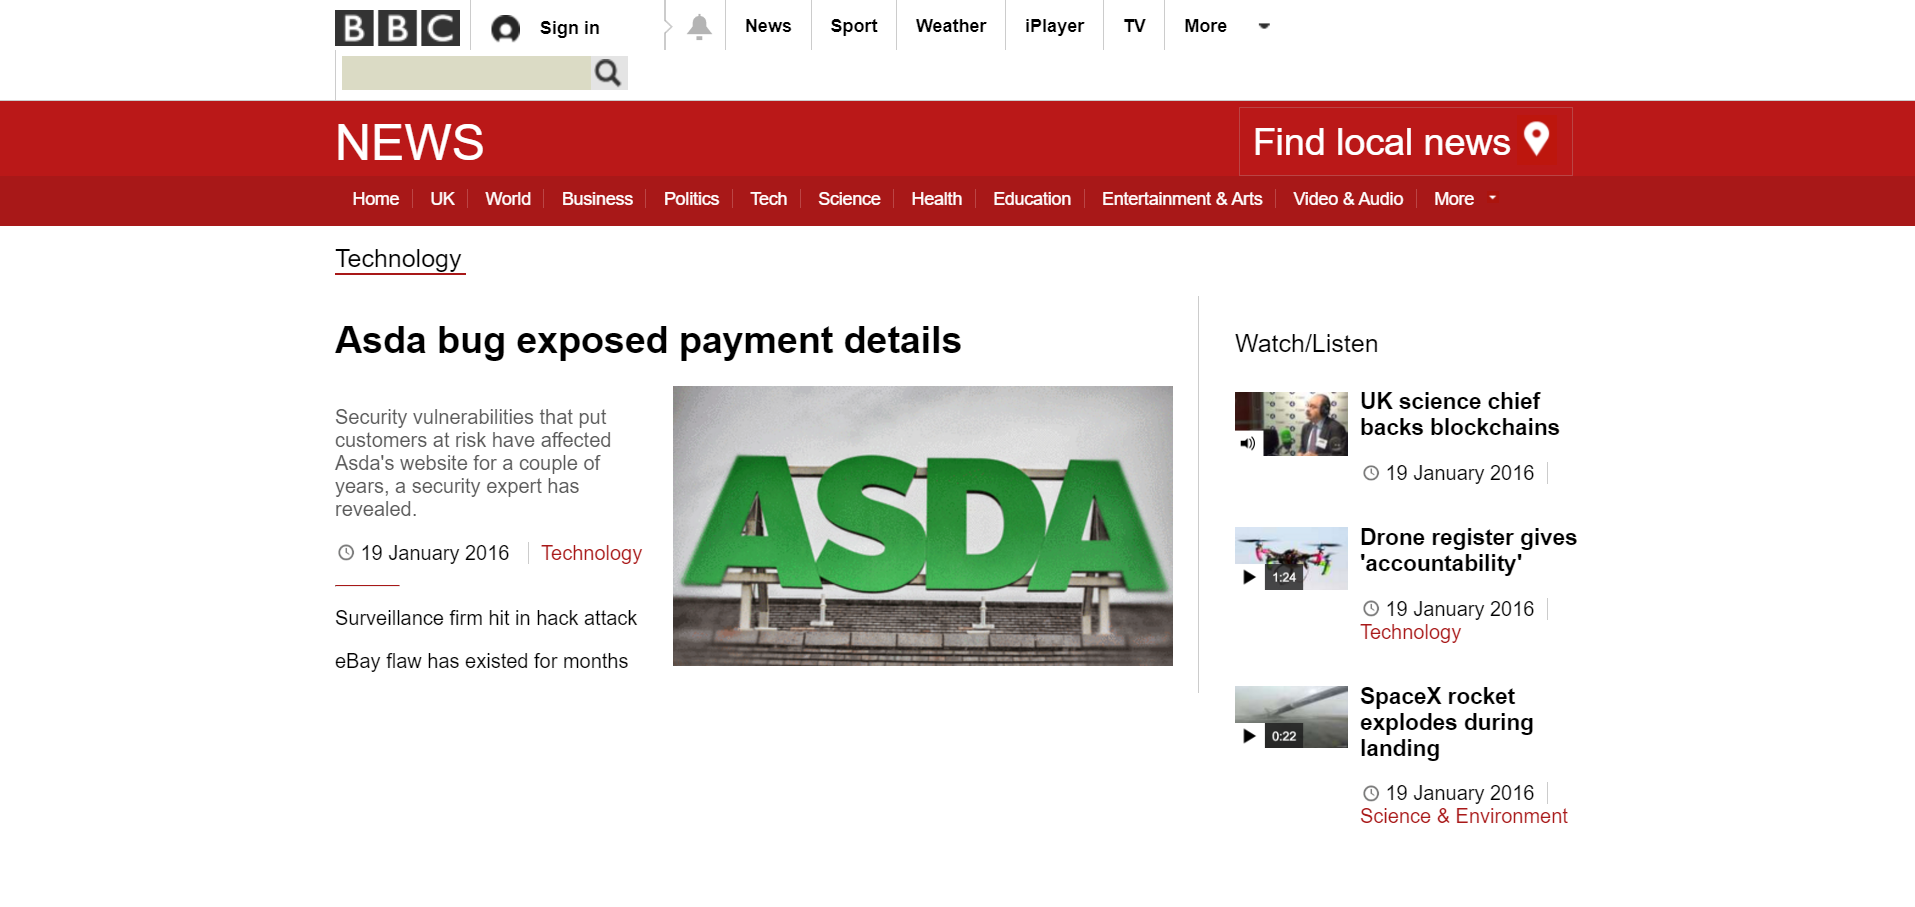 BBC
Sign in
News
Sport
Weather
iPlayer
TV
More
NEWS
Find local news
Home
UK
World
Business
Politics
Tech
Science
Health
Education
Entertainment & Arts
Video & Audio
More
Technology
Asda bug exposed payment details
Security vulnerabilities that put
customers at risk have affected
Asda's website for a couple of
years, a security expert has
revealed.
19 January 2016
Technology
Surveillance firm hit in hack attack
eBay flaw has existed for months
ASDA
Watch/Listen
UK science chief
backs blockchains
19 January 2016
1:24
Drone register gives
'accountability'
19 January 2016
Technology
0:22
SpaceX rocket
explodes during
landing
19 January 2016
Science & Environment